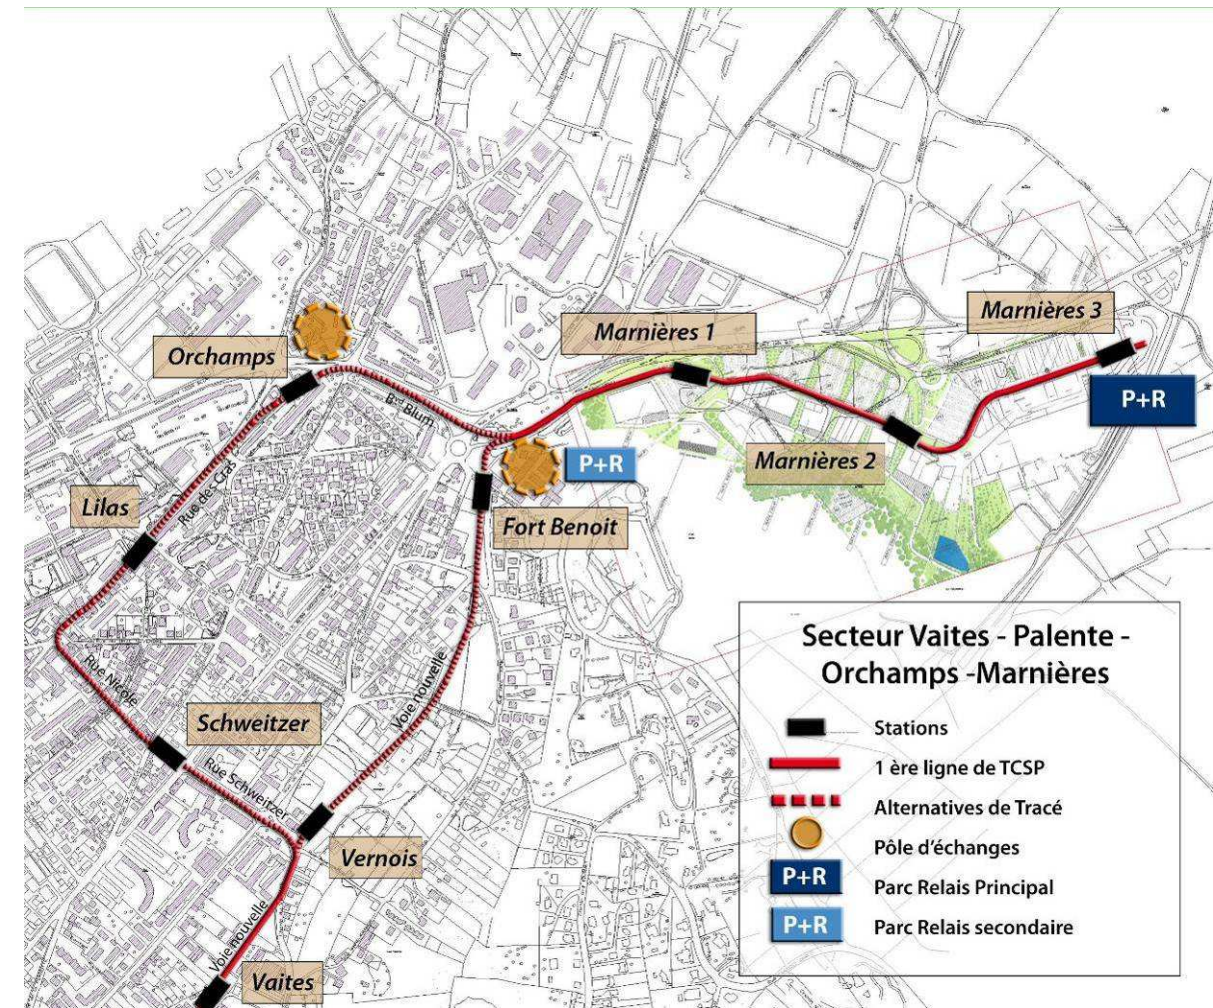 Marnières 3
Marnières 1
Orchamps
P+R
Bd Blum
Marnières 2
P+R
Rue de Cras
Lilas
Fort Benoit
Secteur Vaites - Palente -
Orchamps -Marnières
Rue Nicole
Voie nouvelle
Schweitzer
Stations
Rue Schweitzer
1 ère ligne de TCSP
Alternatives de Tracé
Vernois
Pôle d'échanges
P+R
Parc Relais Principal
P+R
Parc Relais secondaire
Voie nouvelle
Vaites